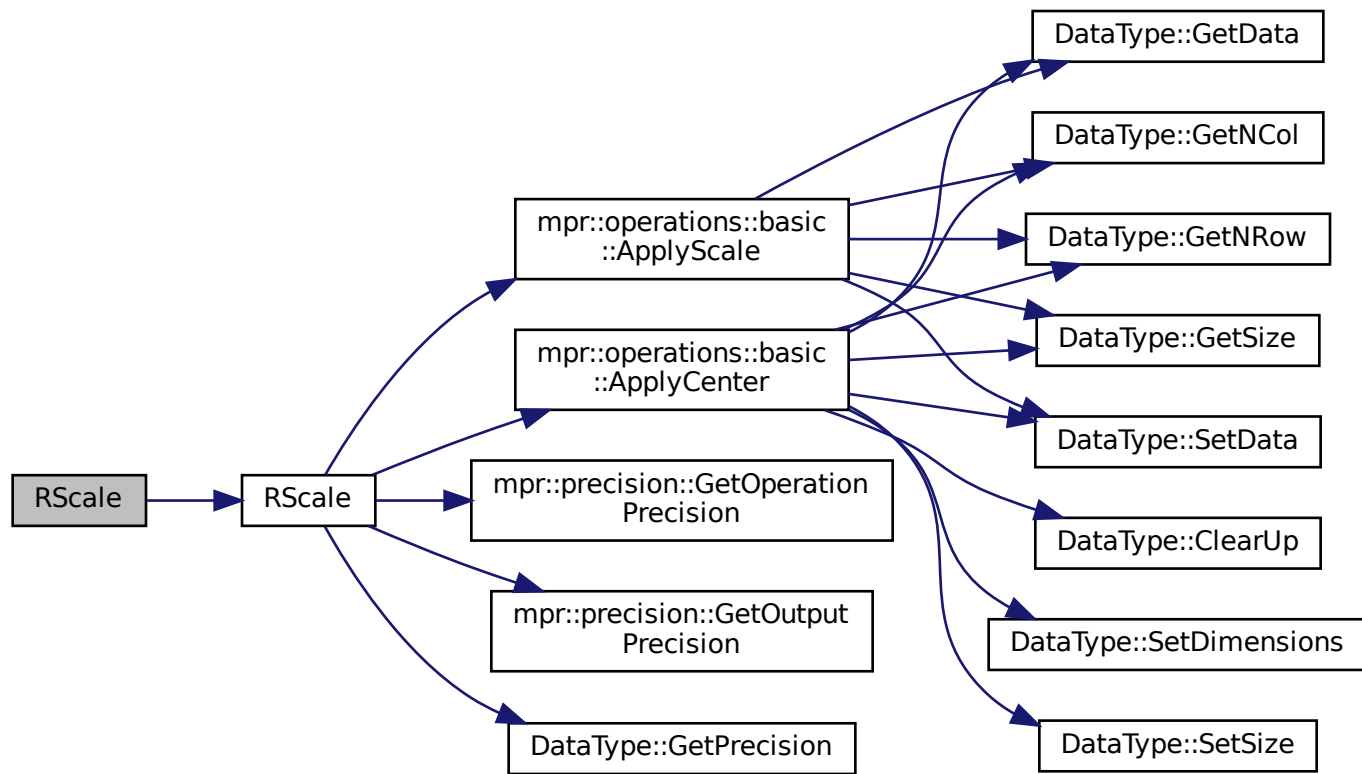 RScale
RScale
mpr::operations::basic
::ApplyScale
mpr::operations::basic
::ApplyCenter
mpr::precision::GetOperation
Precision
mpr::precision::GetOutput
Precision
DataType::GetPrecision
DataType::GetData
DataType::GetNCol
DataType::GetNRow
DataType::GetSize
DataType::SetData
DataType::ClearUp
DataType::SetDimensions
DataType::SetSize